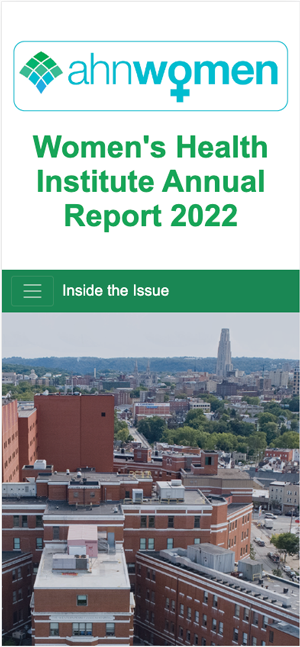 ahnwomen
Women's Health
Institute Annual
Report 2022
Inside the Issue